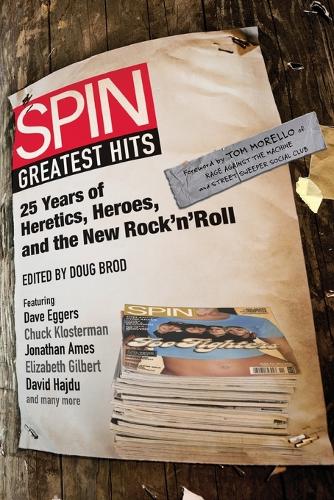 SPIN
GREATEST HITS
Foreword by TOM MORELLO of
RAGE AGAINST THE MACHINE
and STREET SWEEPER SOCIAL CLUB
25 Years of
Heretics, Heroes,
and the New Rock'n'Roll
EDITED BY DOUG BROD
Featuring
Dave Eggers
Chuck Klosterman
Jonathan Ames
Elizabeth Gilbert
David Hajdu
and many more
SPIN
Foo Fighters